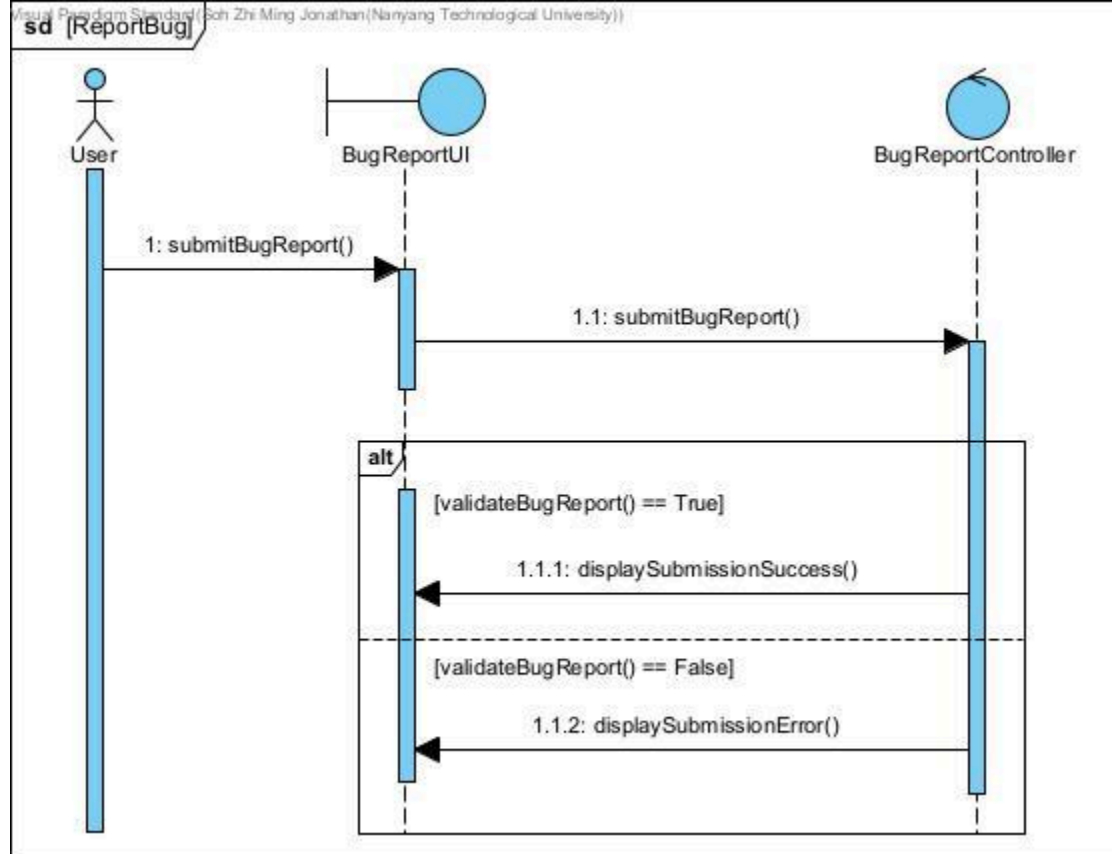 Visual Paradigm Standard(Soh Zhi Ming Jonathan(Nanyang Technological University))
sd [ReportBug]
User
BugReportUI
BugReportController
1: submitBugReport()
1.1: submitBugReport()
alt
[validateBugReport() == True]
1.1.1: displaySubmissionSuccess()
[validateBugReport() == False]
1.1.2: displaySubmissionError()